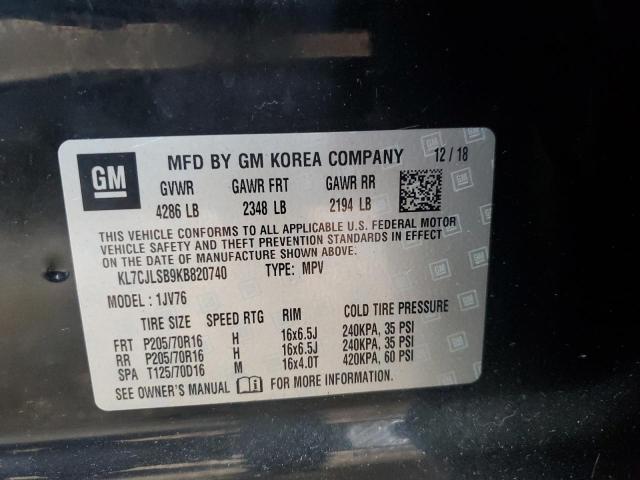 GM
MFD BY GM KOREA COMPANY 12/18
GVWR GAWR FRT GAWR RR
4286 LB 2348 LB 2194 LB
THIS VEHICLE CONFORMS TO ALL APPLICABLE U.S. FEDERAL MOTOR
VEHICLE SAFETY AND THEFT PREVENTION STANDARDS IN EFFECT
ON THE DATE OF MANUFACTURE SHOWN ABOVE.
KL7CJLSB9KB820740 TYPE: MPV
MODEL : 1JV76
TIRE SIZE SPEED RTG RIM COLD TIRE PRESSURE
FRT P205/70R16 H 16x6.5J 240KPA, 35 PSI
RR P205/70R16 H 16x6.5J 240KPA, 35 PSI
SPA T125/70D16 M 16x4.0T 420KPA, 60 PSI
SEE OWNER'S MANUAL FOR MORE INFORMATION.